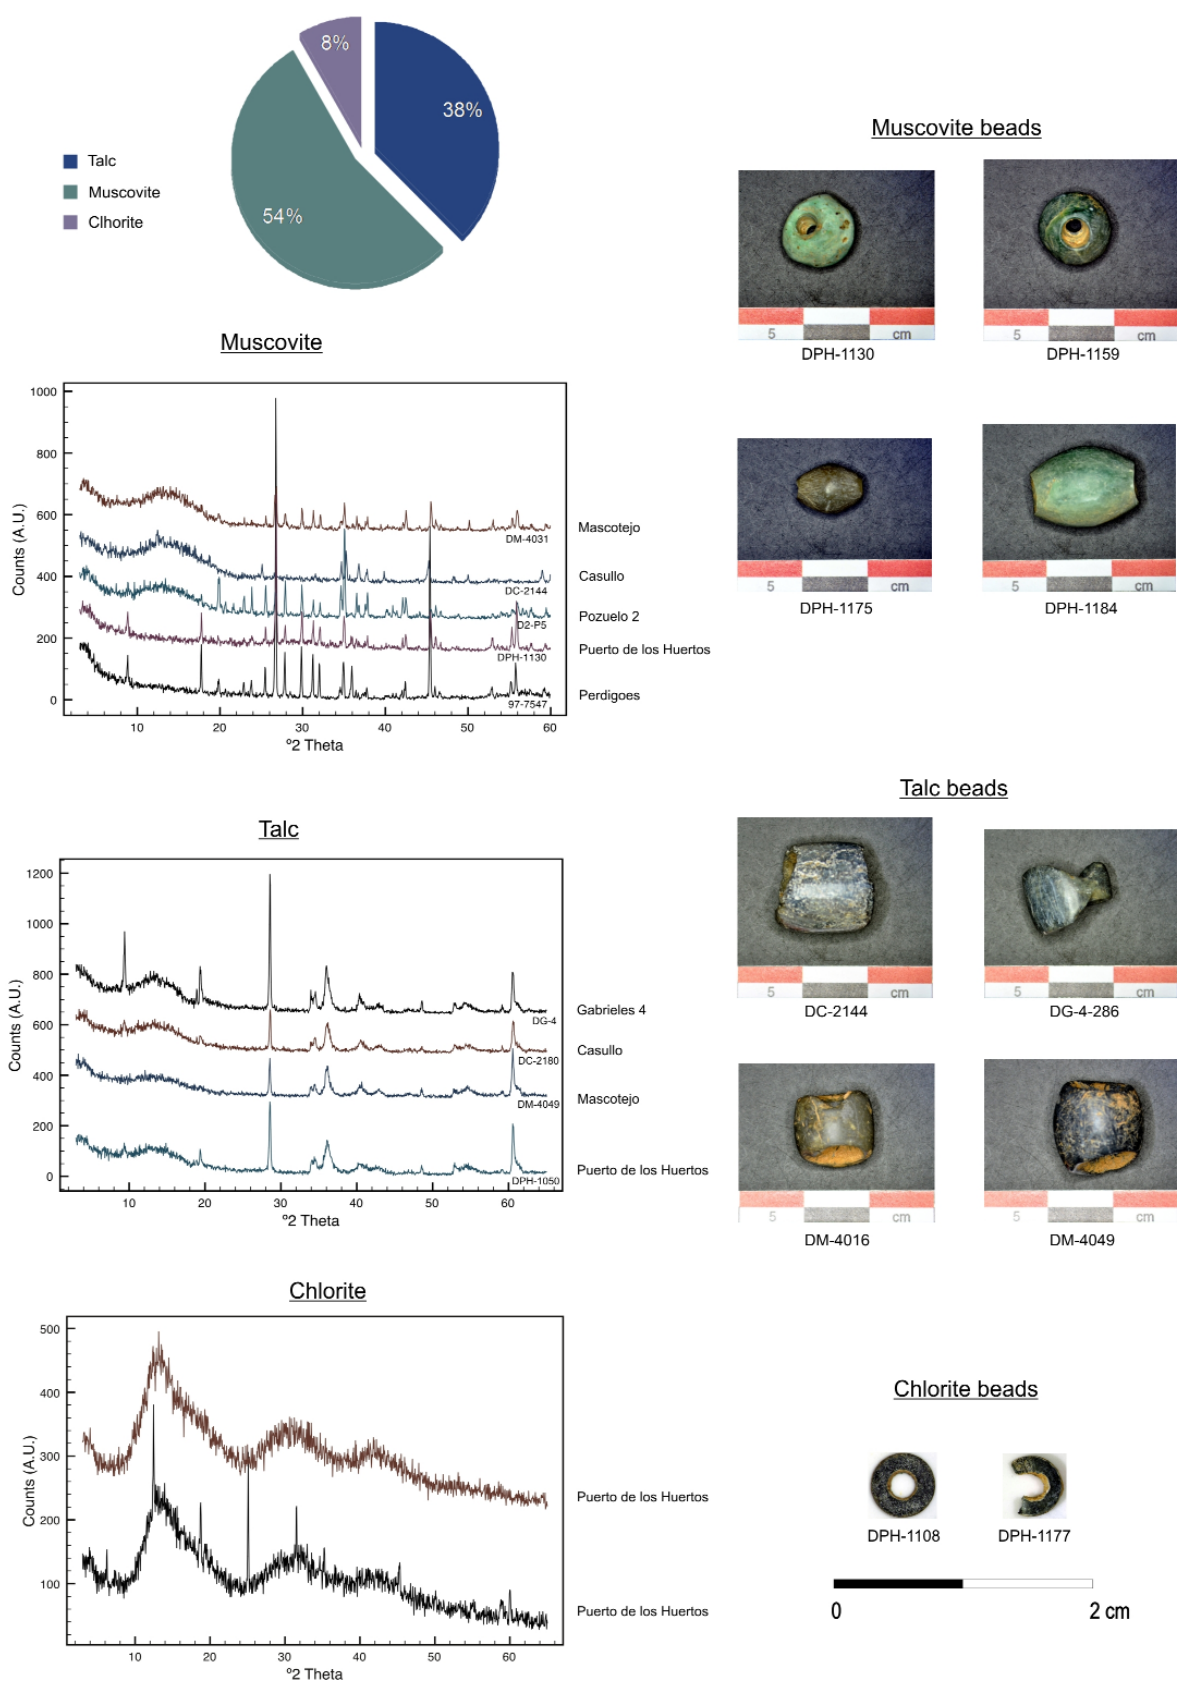 8%
38%
54%
Talc
Muscovite
Clhorite
Muscovite beads
5 cm
DPH-1130
5 cm
DPH-1159
5 cm
DPH-1175
5 cm
DPH-1184
Muscovite
1000
800
600
400
200
0
Counts (A.U.)
DM-4031
DC-2144
D2-P5
DPH-1130
97-7547
Mascotejo
Casullo
Pozuelo 2
Puerto de los Huertos
Perdigoes
10 20 30 40 50 60
º2 Theta
Talc beads
5 cm
DC-2144
5 cm
DG-4-286
5 cm
DM-4016
5 cm
DM-4049
Talc
1200
1000
800
600
400
200
0
Counts (A.U.)
DG-4
DC-2180
DM-4049
DPH-1050
Gabrieles 4
Casullo
Mascotejo
Puerto de los Huertos
10 20 30 40 50 60
º2 Theta
Chlorite
500
400
300
200
100
Counts (A.U.)
Puerto de los Huertos
Puerto de los Huertos
10 20 30 40 50 60
º2 Theta
Chlorite beads
DPH-1108
DPH-1177
0 2 cm